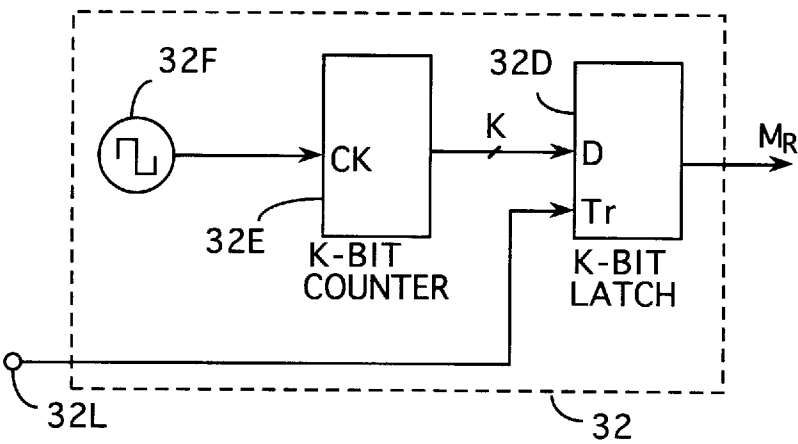 32F
32D
K
MR
CK
D
Tr
32E
K-BIT
COUNTER
K-BIT
LATCH
32L
32